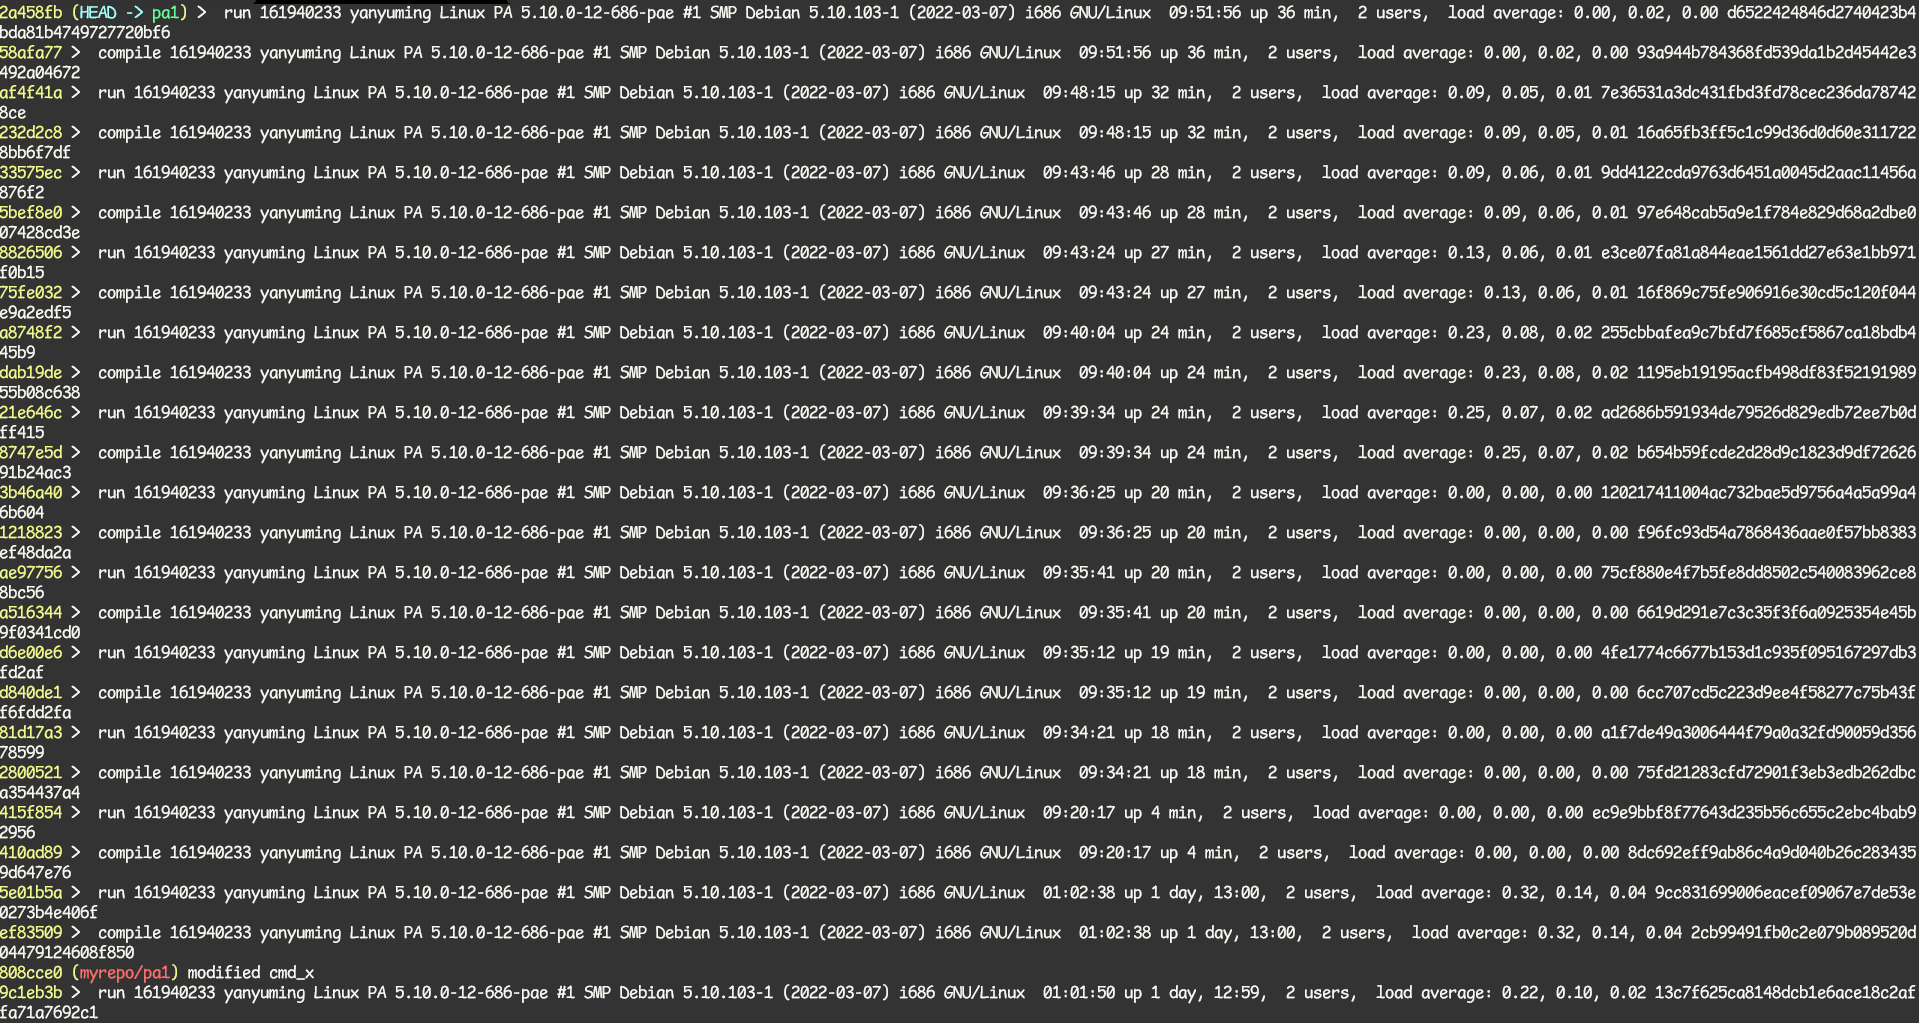 2a458fb (HEAD -> pa1) >  run 161940233 yanyuming Linux PA 5.10.0-12-686-pae #1 SMP Debian 5.10.103-1 (2022-03-07) i686 GNU/Linux  09:51:56 up 36 min,  2 users,  load average: 0.00, 0.02, 0.00 d6522424846d2740423b4
bda81b4749727720bf6
58afa77 >  compile 161940233 yanyuming Linux PA 5.10.0-12-686-pae #1 SMP Debian 5.10.103-1 (2022-03-07) i686 GNU/Linux  09:51:56 up 36 min,  2 users,  load average: 0.00, 0.02, 0.00 93a944b784368fd539da1b2d45442e3
492a04672
af4f41a >  run 161940233 yanyuming Linux PA 5.10.0-12-686-pae #1 SMP Debian 5.10.103-1 (2022-03-07) i686 GNU/Linux  09:48:15 up 32 min,  2 users,  load average: 0.09, 0.05, 0.01 7e36531a3dc431fbd3fd78cec236da78742
8ce
232d2c8 >  compile 161940233 yanyuming Linux PA 5.10.0-12-686-pae #1 SMP Debian 5.10.103-1 (2022-03-07) i686 GNU/Linux  09:48:15 up 32 min,  2 users,  load average: 0.09, 0.05, 0.01 16a65fb3ff5c1c99d36d0d60e311722
8bb6f7df
33575ec >  run 161940233 yanyuming Linux PA 5.10.0-12-686-pae #1 SMP Debian 5.10.103-1 (2022-03-07) i686 GNU/Linux  09:43:46 up 28 min,  2 users,  load average: 0.09, 0.06, 0.01 9dd4122cda9763d6451a0045d2aac11456a
876f2
5bef8e0 >  compile 161940233 yanyuming Linux PA 5.10.0-12-686-pae #1 SMP Debian 5.10.103-1 (2022-03-07) i686 GNU/Linux  09:43:46 up 28 min,  2 users,  load average: 0.09, 0.06, 0.01 97e648cab5a9e1f784e829d68a2dbe0
07428cd3e
8826506 >  run 161940233 yanyuming Linux PA 5.10.0-12-686-pae #1 SMP Debian 5.10.103-1 (2022-03-07) i686 GNU/Linux  09:43:24 up 27 min,  2 users,  load average: 0.13, 0.06, 0.01 e3ce07fa81a844eae1561dd27e63e1bb971
f0b15
75fe032 >  compile 161940233 yanyuming Linux PA 5.10.0-12-686-pae #1 SMP Debian 5.10.103-1 (2022-03-07) i686 GNU/Linux  09:43:24 up 27 min,  2 users,  load average: 0.13, 0.06, 0.01 16f869c75fe906916e30cd5c120f044
e9a2edf5
a8748f2 >  run 161940233 yanyuming Linux PA 5.10.0-12-686-pae #1 SMP Debian 5.10.103-1 (2022-03-07) i686 GNU/Linux  09:40:04 up 24 min,  2 users,  load average: 0.23, 0.08, 0.02 255cbbafea9c7bfd7f685cf5867ca18bdb4
45b9
dab19de >  compile 161940233 yanyuming Linux PA 5.10.0-12-686-pae #1 SMP Debian 5.10.103-1 (2022-03-07) i686 GNU/Linux  09:40:04 up 24 min,  2 users,  load average: 0.23, 0.08, 0.02 1195eb19195acfb498df83f52191989
55b08c638
21e646c >  run 161940233 yanyuming Linux PA 5.10.0-12-686-pae #1 SMP Debian 5.10.103-1 (2022-03-07) i686 GNU/Linux  09:39:34 up 24 min,  2 users,  load average: 0.25, 0.07, 0.02 ad2686b591934de79526d829edb72ee7b0d
ff415
8747e5d >  compile 161940233 yanyuming Linux PA 5.10.0-12-686-pae #1 SMP Debian 5.10.103-1 (2022-03-07) i686 GNU/Linux  09:39:34 up 24 min,  2 users,  load average: 0.25, 0.07, 0.02 b654b59fcde2d28d9c1823d9df72626
91b24ac3
3b46a40 >  run 161940233 yanyuming Linux PA 5.10.0-12-686-pae #1 SMP Debian 5.10.103-1 (2022-03-07) i686 GNU/Linux  09:36:25 up 20 min,  2 users,  load average: 0.00, 0.00, 0.00 120217411004ac732bae5d9756a4a5a99a4
6b604
1218823 >  compile 161940233 yanyuming Linux PA 5.10.0-12-686-pae #1 SMP Debian 5.10.103-1 (2022-03-07) i686 GNU/Linux  09:36:25 up 20 min,  2 users,  load average: 0.00, 0.00, 0.00 f96fc93d54a7868436aae0f57bb8383
ef48da2a
ae97756 >  run 161940233 yanyuming Linux PA 5.10.0-12-686-pae #1 SMP Debian 5.10.103-1 (2022-03-07) i686 GNU/Linux  09:35:41 up 20 min,  2 users,  load average: 0.00, 0.00, 0.00 75cf880e4f7b5fe8dd8502c540083962ce8
8bc56
a516344 >  compile 161940233 yanyuming Linux PA 5.10.0-12-686-pae #1 SMP Debian 5.10.103-1 (2022-03-07) i686 GNU/Linux  09:35:41 up 20 min,  2 users,  load average: 0.00, 0.00, 0.00 6619d291e7c3c35f3f6a0925354e45b
9f0341cd0
d6e00e6 >  run 161940233 yanyuming Linux PA 5.10.0-12-686-pae #1 SMP Debian 5.10.103-1 (2022-03-07) i686 GNU/Linux  09:35:12 up 19 min,  2 users,  load average: 0.00, 0.00, 0.00 4fe1774c6677b153d1c935f095167297db3
fd2af
d840de1 >  compile 161940233 yanyuming Linux PA 5.10.0-12-686-pae #1 SMP Debian 5.10.103-1 (2022-03-07) i686 GNU/Linux  09:35:12 up 19 min,  2 users,  load average: 0.00, 0.00, 0.00 6cc707cd5c223d9ee4f58277c75b43f
f6fdd2fa
81d17a3 >  run 161940233 yanyuming Linux PA 5.10.0-12-686-pae #1 SMP Debian 5.10.103-1 (2022-03-07) i686 GNU/Linux  09:34:21 up 18 min,  2 users,  load average: 0.00, 0.00, 0.00 a1f7de49a3006444f79a0a32fd90059d356
78599
2800521 >  compile 161940233 yanyuming Linux PA 5.10.0-12-686-pae #1 SMP Debian 5.10.103-1 (2022-03-07) i686 GNU/Linux  09:34:21 up 18 min,  2 users,  load average: 0.00, 0.00, 0.00 75fd21283cfd72901f3eb3edb262dbc
a354437a4
415f854 >  run 161940233 yanyuming Linux PA 5.10.0-12-686-pae #1 SMP Debian 5.10.103-1 (2022-03-07) i686 GNU/Linux  09:20:17 up 4 min,  2 users,  load average: 0.00, 0.00, 0.00 ec9e9bbf8f77643d235b56c655c2ebc4bab9
2956
410ad89 >  compile 161940233 yanyuming Linux PA 5.10.0-12-686-pae #1 SMP Debian 5.10.103-1 (2022-03-07) i686 GNU/Linux  09:20:17 up 4 min,  2 users,  load average: 0.00, 0.00, 0.00 8dc692eff9ab86c4a9d040b26c283435
9d647e76
5e01b5a >  run 161940233 yanyuming Linux PA 5.10.0-12-686-pae #1 SMP Debian 5.10.103-1 (2022-03-07) i686 GNU/Linux  01:02:38 up 1 day, 13:00,  2 users,  load average: 0.32, 0.14, 0.04 9cc831699006eacef09067e7de53e
0273b4e406f
ef83509 >  compile 161940233 yanyuming Linux PA 5.10.0-12-686-pae #1 SMP Debian 5.10.103-1 (2022-03-07) i686 GNU/Linux  01:02:38 up 1 day, 13:00,  2 users,  load average: 0.32, 0.14, 0.04 2cb99491fb0c2e079b089520d
04479124608f850
808cce0 (myrepo/pa1) modified cmd_x
9c1eb3b >  run 161940233 yanyuming Linux PA 5.10.0-12-686-pae #1 SMP Debian 5.10.103-1 (2022-03-07) i686 GNU/Linux  01:01:50 up 1 day, 12:59,  2 users,  load average: 0.22, 0.10, 0.02 13c7f625ca8148dcb1e6ace18c2af
fa71a7692c1